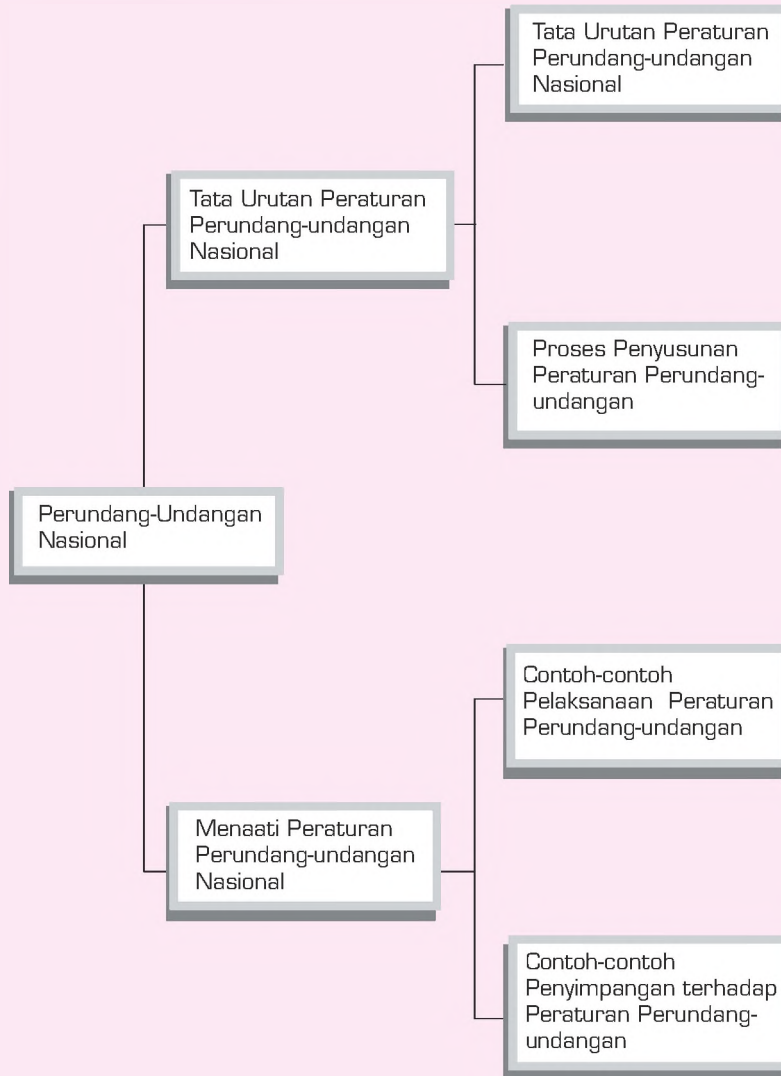 Tata Urutan Peraturan
Perundang-undangan
Nasional
Tata Urutan Peraturan
Perundang-undangan
Nasional
Proses Penyusunan
Peraturan Perundang-
undangan
Perundang-Undangan
Nasional
Contoh-contoh
Pelaksanaan Peraturan
Perundang-undangan
Menaati Peraturan
Perundang-undangan
Nasional
Contoh-contoh
Penyimpangan terhadap
Peraturan Perundang-
undangan